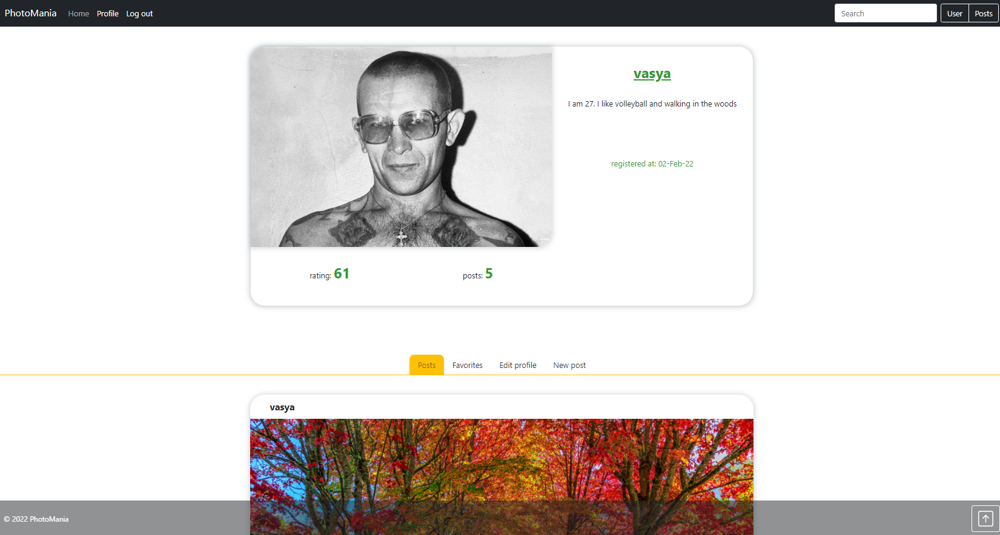 PhotoMania Home Profile Log out Search User Posts
vasya
I am 27. I like volleyball and walking in the woods
registered at: 02-Feb-22
rating: 61 posts: 5
Posts Favorites Edit profile New post
vasya
© 2022 PhotoMania